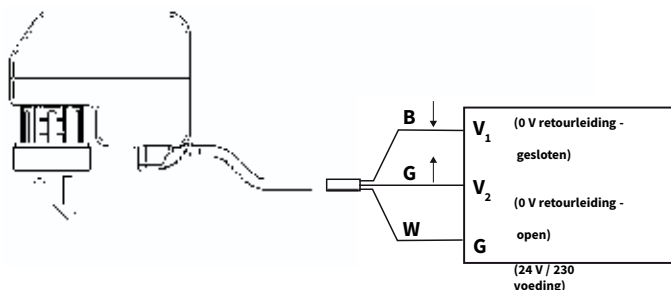 B
V1
(0 V retourleiding -
gesloten)
G
V2
(0 V retourleiding -
open)
W
G
(24 V / 230
voeding)